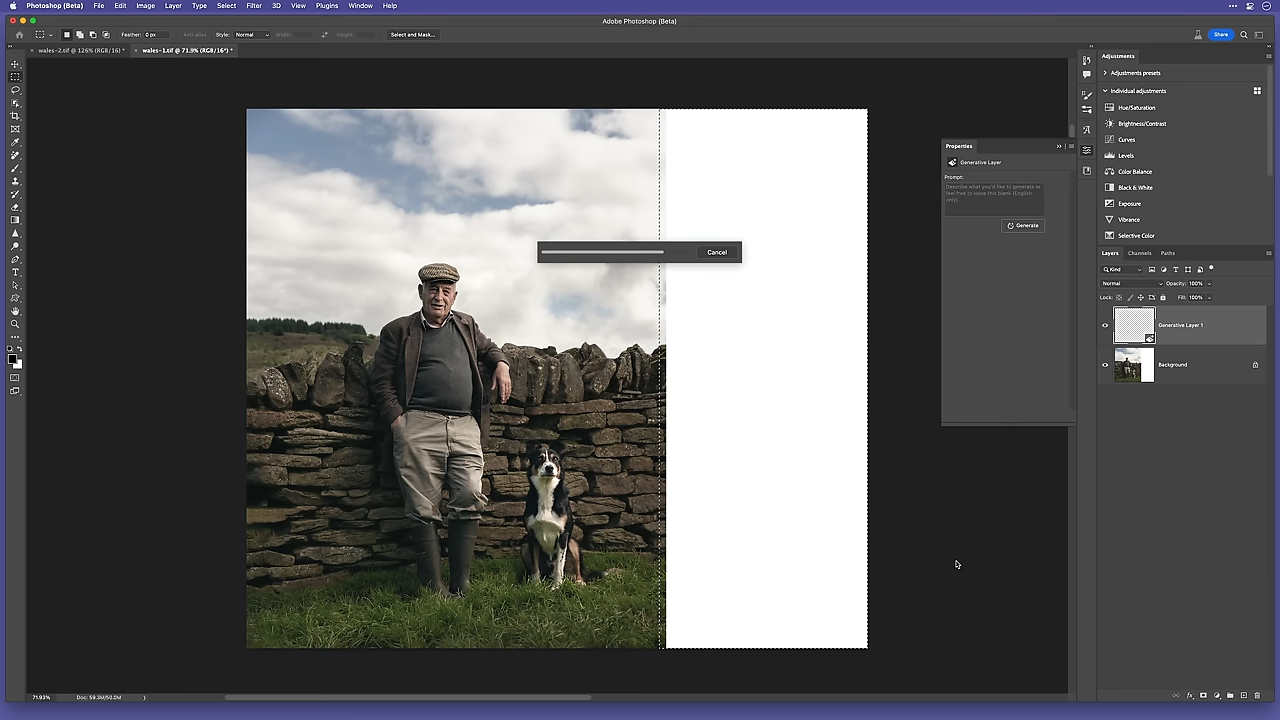 Photoshop (Beta) File Edit Image Layer Type Select Filter 3D View Plugins Window Help
Adobe Photoshop (Beta)
Feather: 0 px Anti-alias Style: Normal Width: Height: Select and Mask... Share
wales-2.tif @ 126% (RGB/16) * wales-1.tif @ 71.9% (RGB/16*) *
Adjustments
Adjustments presets
Individual adjustments
Hue/Saturation
Brightness/Contrast
Curves
Levels
Color Balance
Black & White
Exposure
Vibrance
Selective Color
Properties
Generative Layer
Prompt:
Describe what you'd like to generate or
feel free to leave this blank (English
only).
Generate
Cancel
Layers Channels Paths
Kind
Normal Opacity: 100%
Lock: Fill: 100%
Generative Layer 1
Background
71.93% Doc: 59.3M/50.0M